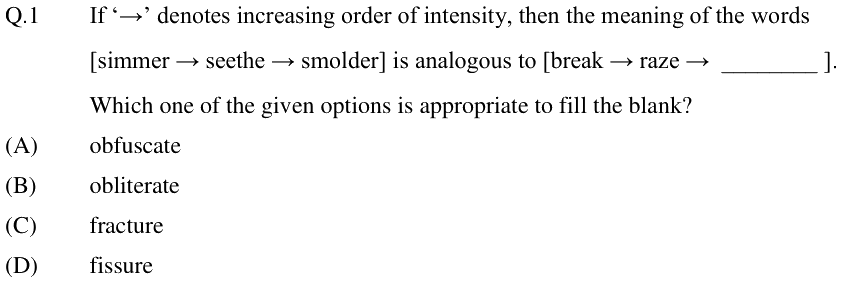 Q.1 If ‘→’ denotes increasing order of intensity, then the meaning of the words
[simmer → seethe → smolder] is analogous to [break → raze → ________ ].
Which one of the given options is appropriate to fill the blank?
(A) obfuscate
(B) obliterate
(C) fracture
(D) fissure